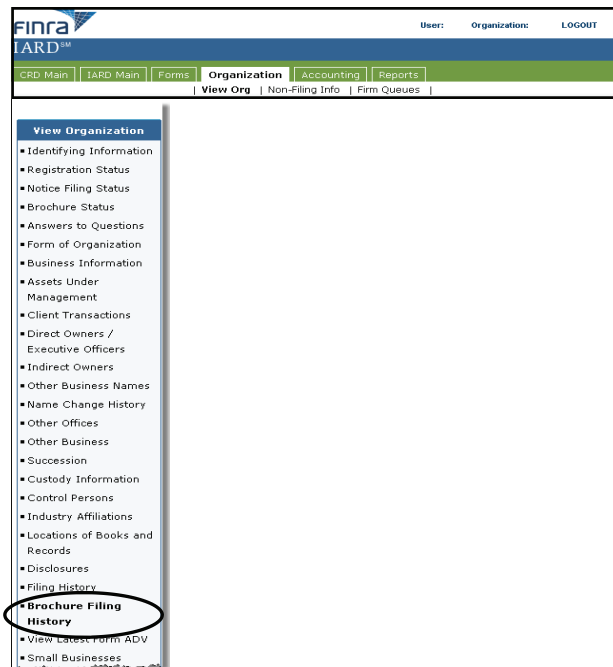 Finra
User: Organization: LOGOUT
IARD℠
CRD Main IARD Main Forms Organization Accounting Reports
| View Org | Non-Filing Info | Firm Queues |
View Organization
Identifying Information
Registration Status
Notice Filing Status
Brochure Status
Answers to Questions
Form of Organization
Business Information
Assets Under
Management
Client Transactions
Direct Owners /
Executive Officers
Indirect Owners
Other Business Names
Name Change History
Other Offices
Other Business
Succession
Custody Information
Control Persons
Industry Affiliations
Locations of Books and
Records
Disclosures
Filing History
Brochure Filing
History
View Latest Form ADV
Small Businesses